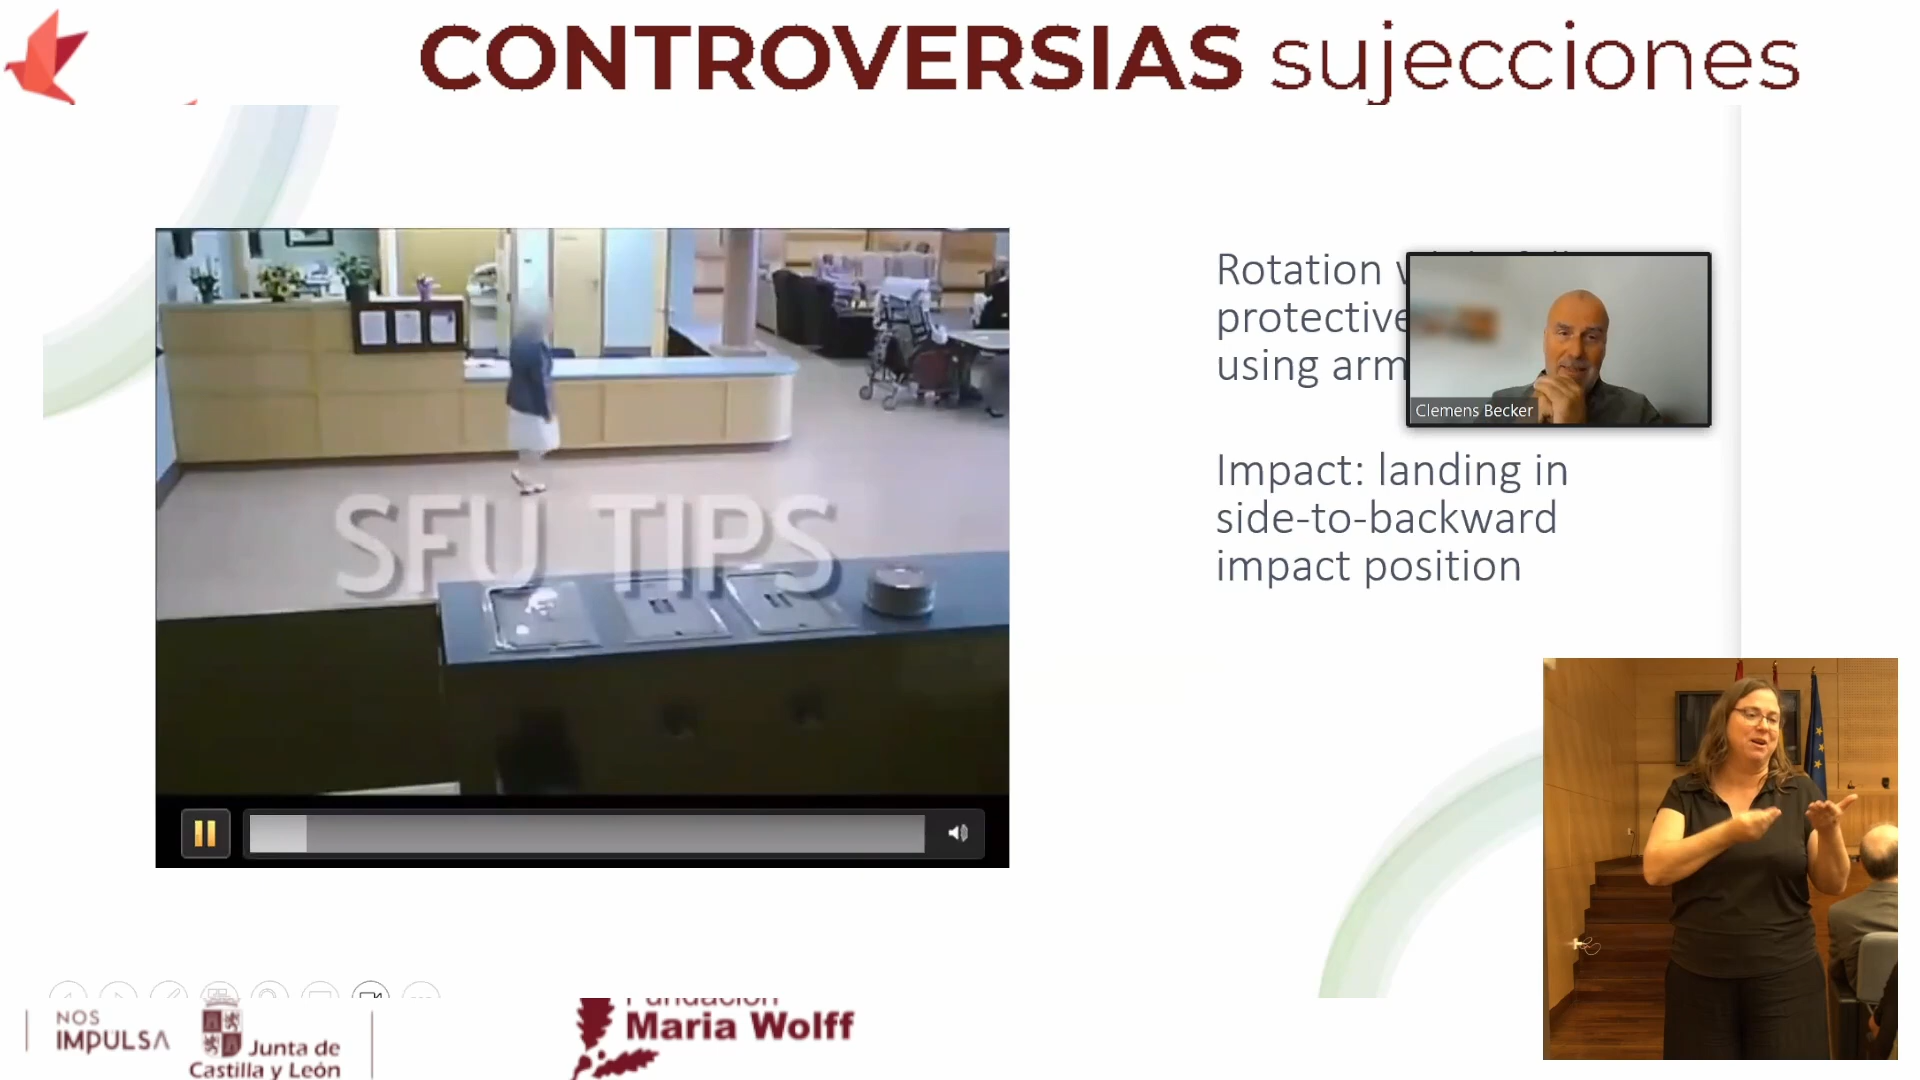 CONTROVERSIAS sujecciones
Rotation
protective
using arm
Clemens Becker
Impact: landing in
side-to-backward
impact position
SFU TIPS
NOS
IMPULSA
Junta de
Castilla y León
Fundación
Maria Wolff